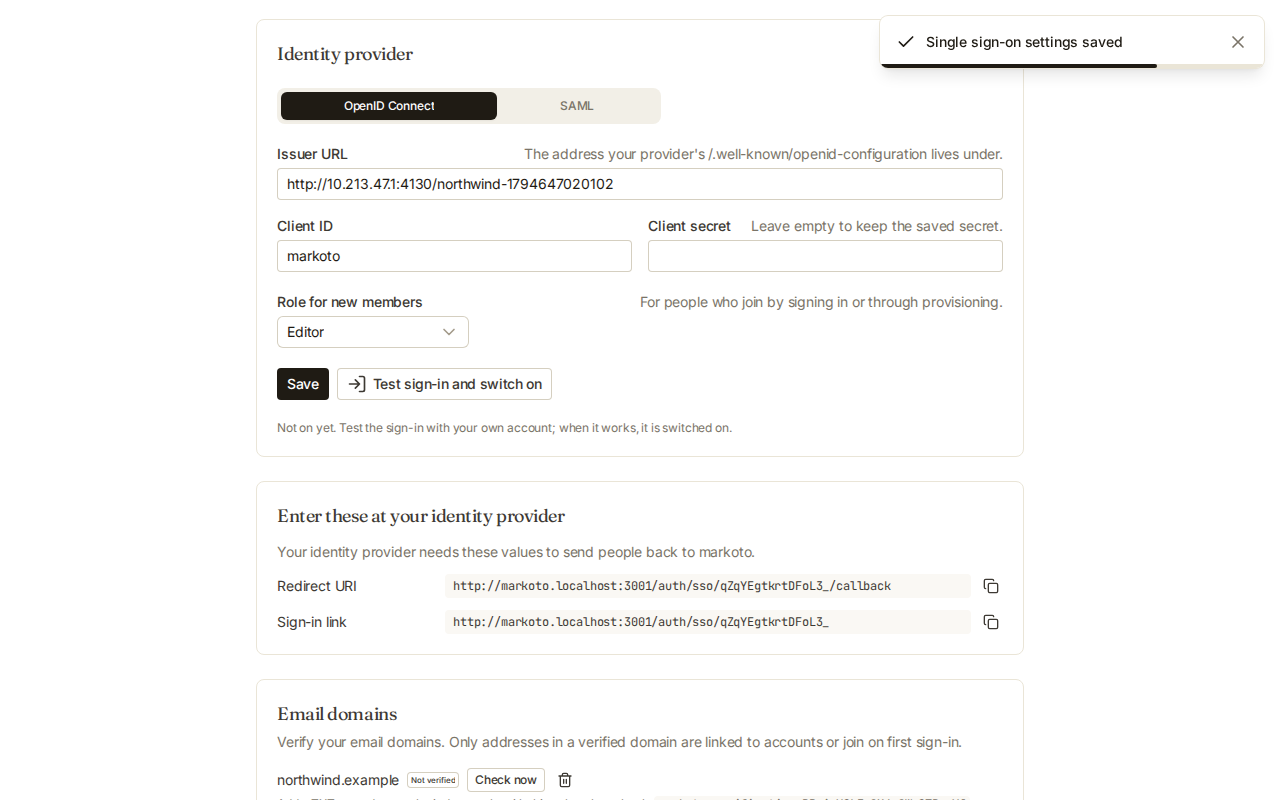 Single sign-on settings saved
Identity provider
OpenID Connect
SAML
Issuer URL
The address your provider's /.well-known/openid-configuration lives under.
http://10.213.47.1:4130/northwind-1794647020102
Client ID
Client secret
Leave empty to keep the saved secret.
markoto
Role for new members
For people who join by signing in or through provisioning.
Editor
Save
Test sign-in and switch on
Not on yet. Test the sign-in with your own account; when it works, it is switched on.
Enter these at your identity provider
Your identity provider needs these values to send people back to markoto.
Redirect URI
http://markoto.localhost:3001/auth/sso/qZqYEgtkrtDFoL3_/callback
Sign-in link
http://markoto.localhost:3001/auth/sso/qZqYEgtkrtDFoL3_
Email domains
Verify your email domains. Only addresses in a verified domain are linked to accounts or join on first sign-in.
northwind.example
Not verified
Check now